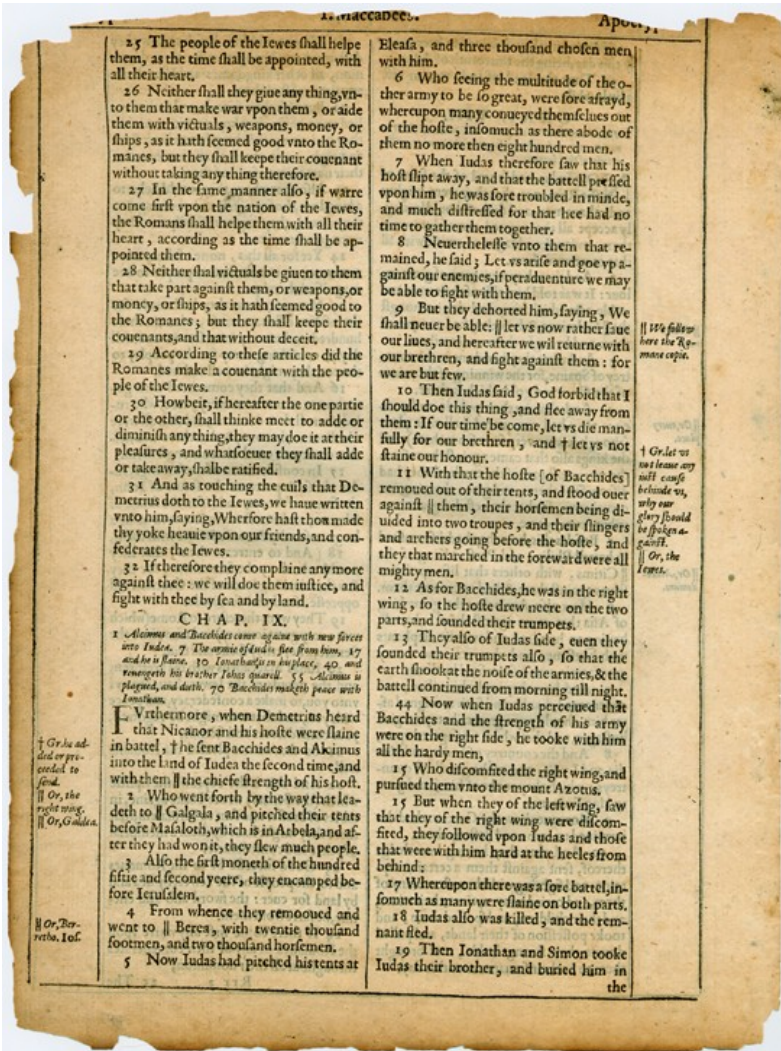 1. Maccabees.
Apocryp
25 The people of the Iewes ſhall helpe
them, as the time ſhall be appointed, with
all their heart.
26 Neither ſhall they giue any thing, vn-
to them that make war vpon them, or aide
them with victuals, weapons, money, or
ſhips, as it hath ſeemed good vnto the Ro-
manes, but they ſhall keepe their couenant
without taking any thing therefore.
27 In the ſame manner alſo, if warre
come firſt vpon the nation of the Iewes,
the Romans ſhall helpe them with all their
heart, according as the time ſhall be ap-
pointed them.
28 Neither ſhal victuals be giuen to them
that take part againſt them, or weapons, or
money, or ſhips, as it hath ſeemed good to
the Romanes; but they ſhall keepe their
couenants, and that without deceit.
29 According to theſe articles did the
Romanes make a couenant with the peo-
ple of the Iewes.
30 Howbeit, if hereafter the one partie
or the other, ſhall thinke meet to adde or
diminiſh any thing, they may doe it at their
pleaſures, and whatſoeuer they ſhall adde
or take away, ſhalbe ratified.
31 And as touching the euils that De-
metrius doth to the Iewes, we haue written
vnto him, ſaying, Wherfore haſt thou made
thy yoke heauie vpon our friends, and con-
federates the Iewes.
32 If therefore they complaine any more
againſt thee: we will doe them iuſtice, and
fight with thee by ſea and by land.
CHAP. IX.
1 Alcimus and Bacchides come againe with new forces
into Iudea. 7 The armie of Iudas flee from him, 17
and he is ſlaine. 30 Ionathan is in his place, 40 and
reuengeth his brother Iohns quarell. 55 Alcimus is
plagued, and dieth. 70 Bacchides maketh peace with
Ionathan.
FVrthermore, when Demetrius heard
that Nicanor and his hoſte were ſlaine
in battel, † he ſent Bacchides and Alcimus
into the land of Iudea the ſecond time, and
with them || the chiefe ſtrength of his hoſt.
2 Who went forth by the way that lea-
deth to || Galgala, and pitched their tents
before Maſaloth, which is in Arbela, and af-
ter they had won it, they ſlew much people.
3 Alſo the firſt moneth of the hundred
fiftie and ſecond yeere, they encamped be-
fore Ieruſalem.
4 From whence they remooued and
went to || Berea, with twentie thouſand
footmen, and two thouſand horſemen.
5 Now Iudas had pitched his tents at
† Gr. he ad-
ded or pro-
ceeded to
ſend.
|| Or, the
right wing.
|| Or, Galilea.
|| Or, Ber-
retho. Ioſ.
Eleaſa, and three thouſand choſen men
with him.
6 Who ſeeing the multitude of the o-
ther army to be ſo great, were ſore afrayd,
whereupon many conueyed themſelues out
of the hoſte, inſomuch as there abode of
them no more then eight hundred men.
7 When Iudas therefore ſaw that his
hoſt ſlipt away, and that the battell preſſed
vpon him, he was ſore troubled in minde,
and much diſtreſſed for that hee had no
time to gather them together.
8 Neuertheleſſe vnto them that re-
mained, he ſaid; Let vs ariſe and goe vp a-
gainſt our enemies, if peraduenture we may
be able to fight with them.
9 But they dehorted him, ſaying, We
ſhall neuer be able: || let vs now rather ſaue
our liues, and hereafter we wil returne with
our brethren, and fight againſt them: for
we are but few.
10 Then Iudas ſaid, God forbid that I
ſhould doe this thing, and flee away from
them: If our time be come, let vs die man-
fully for our brethren, and † let vs not
ſtaine our honour.
11 With that the hoſte [of Bacchides]
remoued out of their tents, and ſtood ouer
againſt || them, their horſemen being di-
uided into two troupes, and their ſlingers
and archers going before the hoſte, and
they that marched in the foreward were all
mighty men.
12 As for Bacchides, he was in the right
wing, ſo the hoſte drew neere on the two
parts, and ſounded their trumpets.
13 They alſo of Iudas ſide, euen they
ſounded their trumpets alſo, ſo that the
earth ſhook at the noiſe of the armies, & the
battell continued from morning till night.
44 Now when Iudas perceiued that
Bacchides and the ſtrength of his army
were on the right ſide, he tooke with him
all the hardy men,
15 Who diſcomfited the right wing, and
purſued them vnto the mount Azotus.
15 But when they of the left wing, ſaw
that they of the right wing were diſcom-
fited, they followed vpon Iudas and thoſe
that were with him hard at the heeles from
behind:
17 Whereupon there was a ſore battel, in-
ſomuch as many were ſlaine on both parts.
18 Iudas alſo was killed, and the rem-
nant fled.
19 Then Ionathan and Simon tooke
Iudas their brother, and buried him in
the
|| We follow
here the Ro-
mane copie.
† Gr. let vs
not leaue any
iuſt cauſe
behinde vs,
why our
glory ſhould
be ſpoken a-
gainſt.
|| Or, the
Iewes.